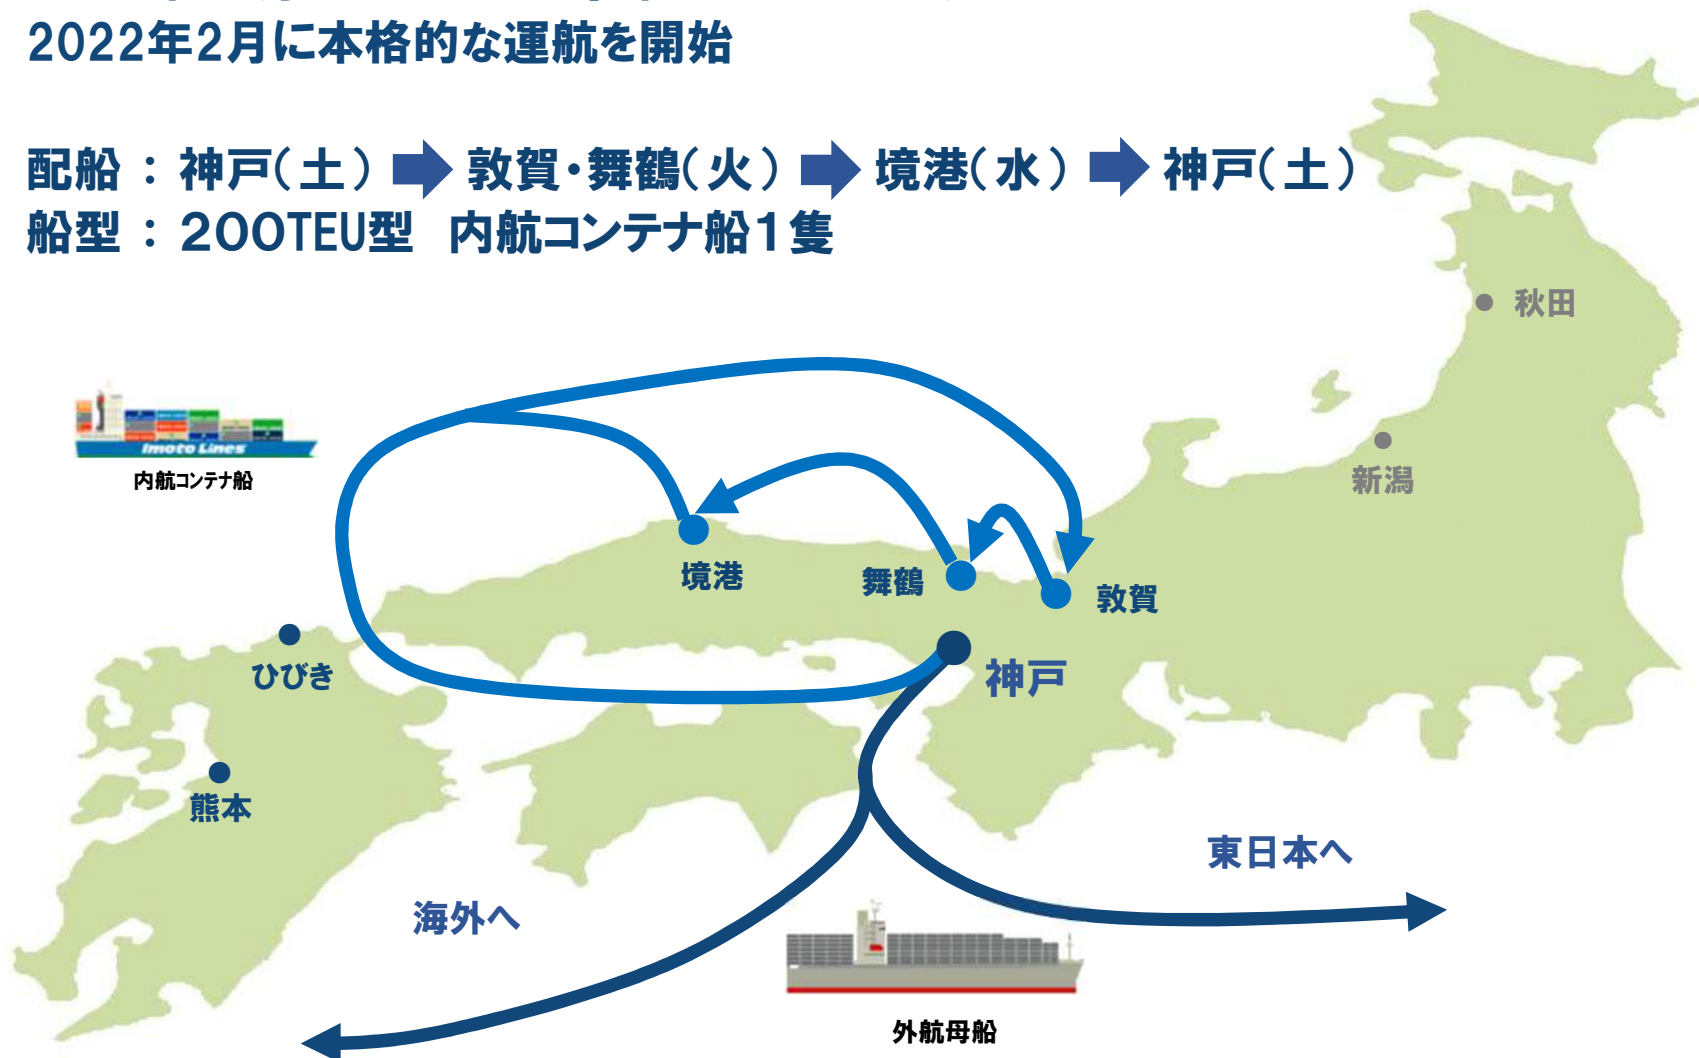 2022年2月に本格的な運航を開始
配船 : 神戸(土) ➡ 敦賀・舞鶴(火) ➡ 境港(水) ➡ 神戸(土)
船型 : 200TEU型 内航コンテナ船1隻
秋田
新潟
Imoto Lines
内航コンテナ船
境港
舞鶴
敦賀
ひびき
神戸
熊本
東日本へ
海外へ
外航母船